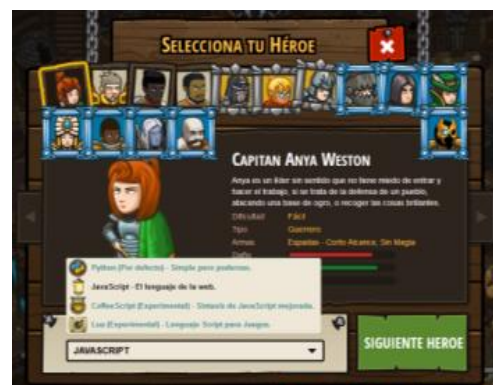 SELECCIONA TU HÉROE
CAPITAN ANYA WESTON
Anya es un líder sin sentido que no tiene miedo de entrar y
hacer el trabajo, si se trata de la defensa de un pueblo,
atacando una base de ogro, o recoger las cosas brillantes.
Dificultad Fácil
Tipo Guerrero
Armas Espadas - Corto Alcance, Sin Magia
Daño
Python (Por defecto) - Simple pero poderoso.
JavaScript - El lenguaje de la web.
CoffeeScript (Experimental) - Sintaxis de JavaScript mejorada.
Lua (Experimental) - Lenguaje Script para Juegos.
JAVASCRIPT
SIGUIENTE HEROE